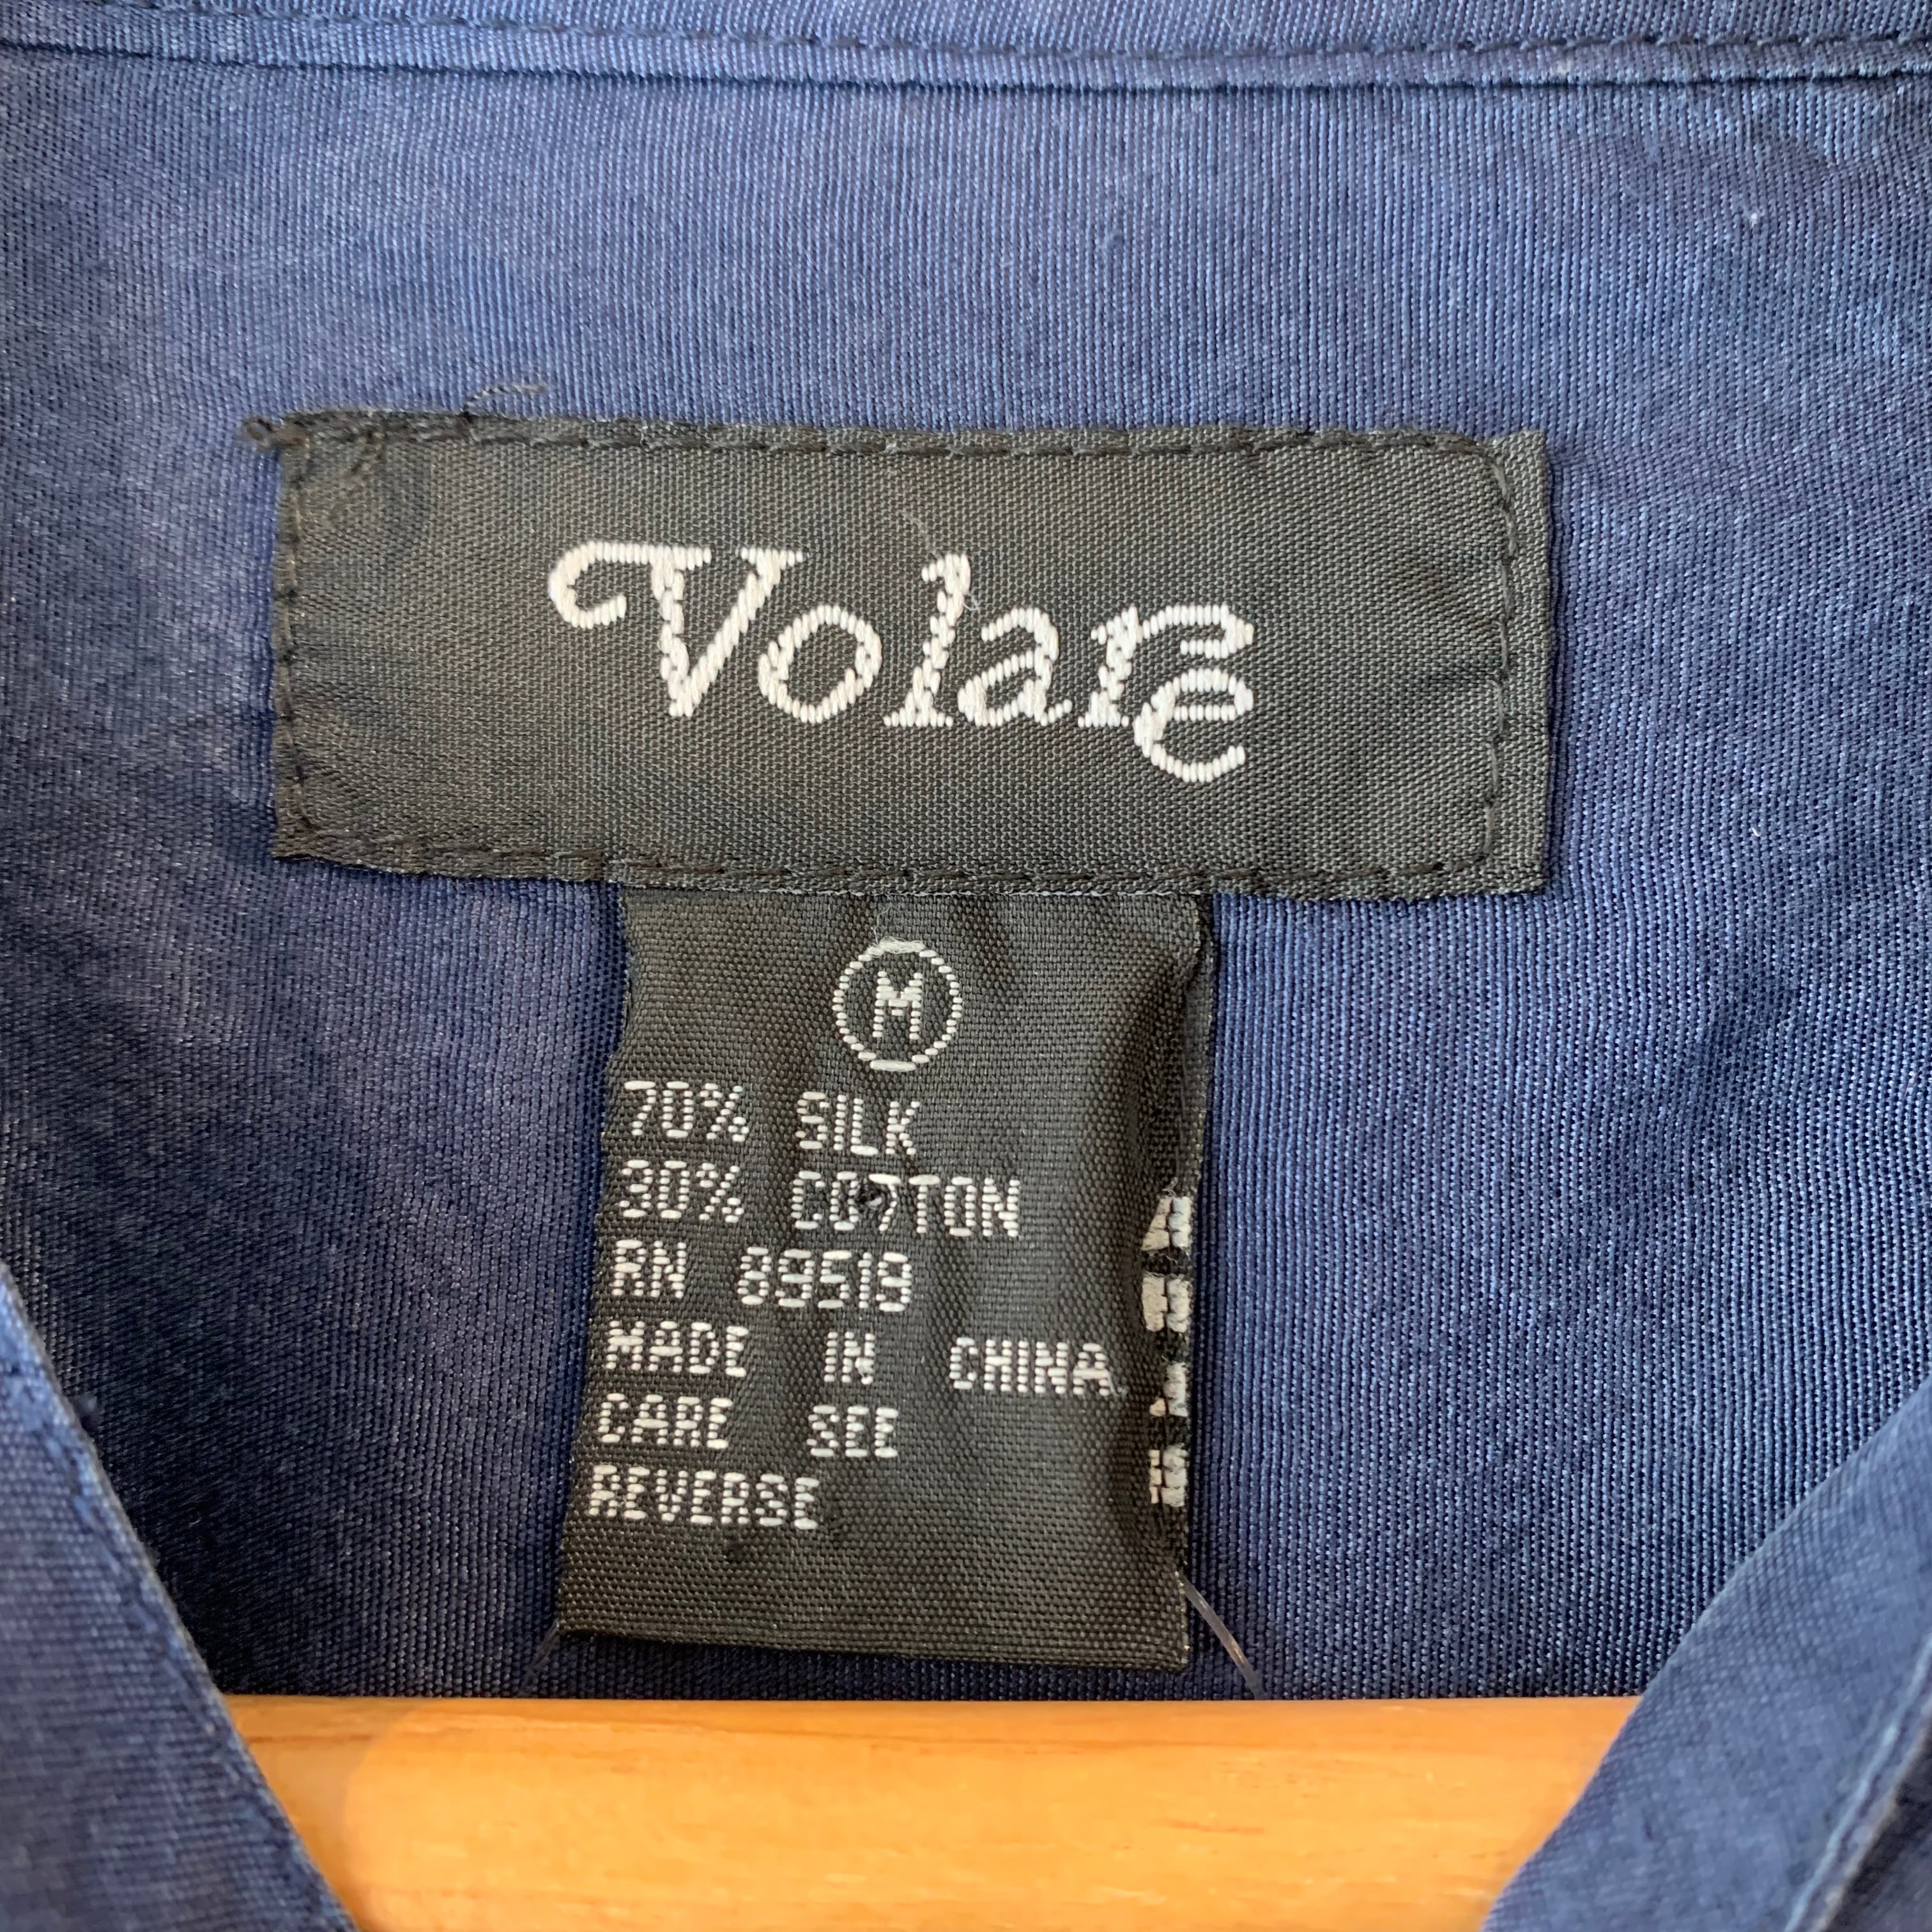 Volare
M
70% SILK
30% COTTON
RN 89519
MADE IN CHINA
CARE SEE
REVERSE